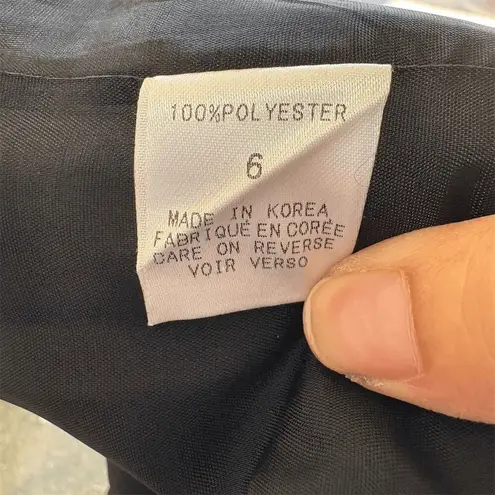 100%POLYESTER
6
MADE IN KOREA
FABRIQUÉ EN CORÉE
CARE ON REVERSE
VOIR VERSO